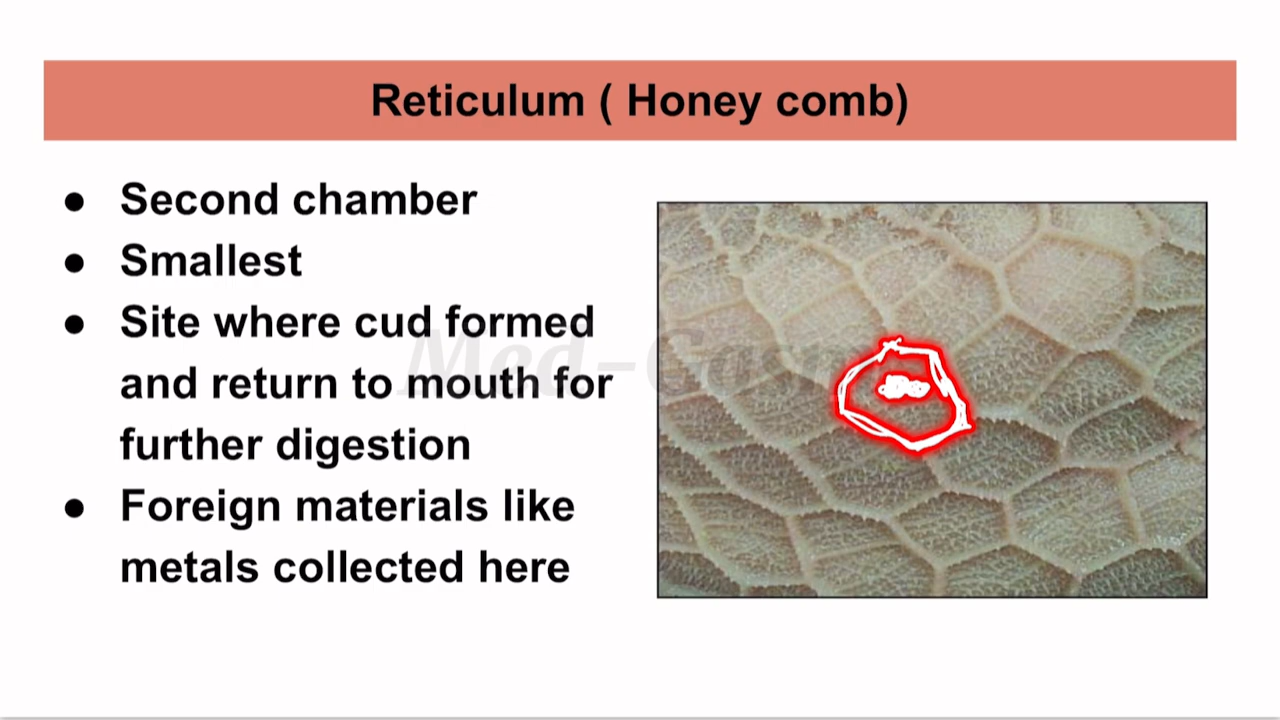 Reticulum ( Honey comb)
● Second chamber
● Smallest
● Site where cud formed
and return to mouth for
further digestion
● Foreign materials like
metals collected here